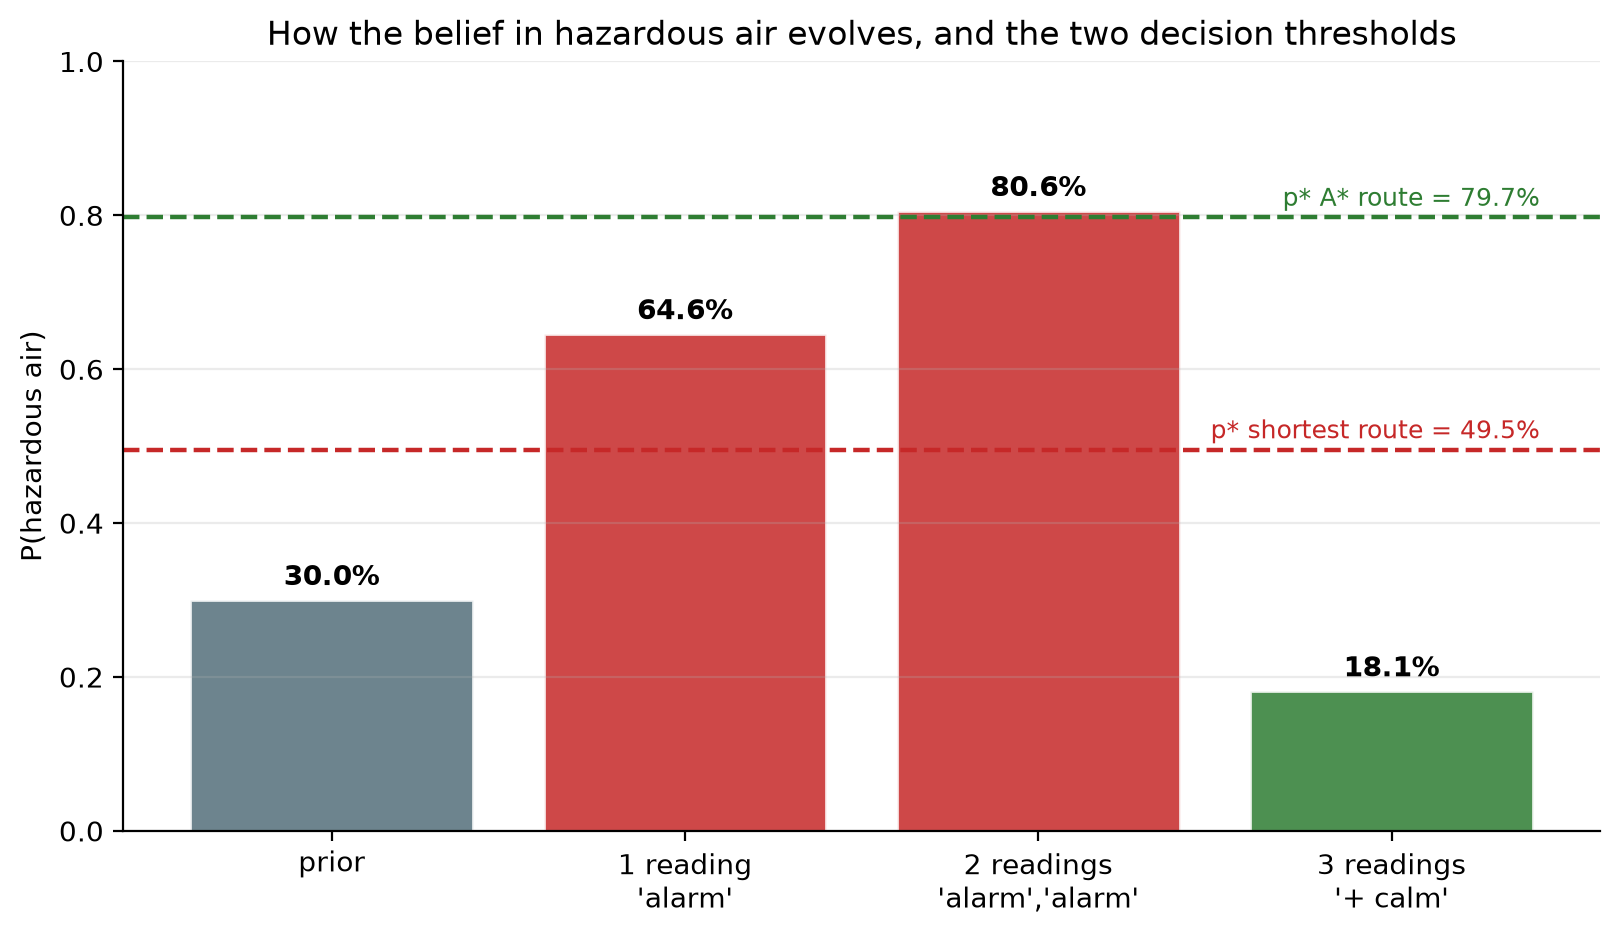 How the belief in hazardous air evolves, and the two decision thresholds
P(hazardous air)
1.0
0.8
0.6
0.4
0.2
0.0
30.0%
64.6%
80.6%
18.1%
p* A* route = 79.7%
p* shortest route = 49.5%
prior
1 reading
'alarm'
2 readings
'alarm','alarm'
3 readings
'+ calm'